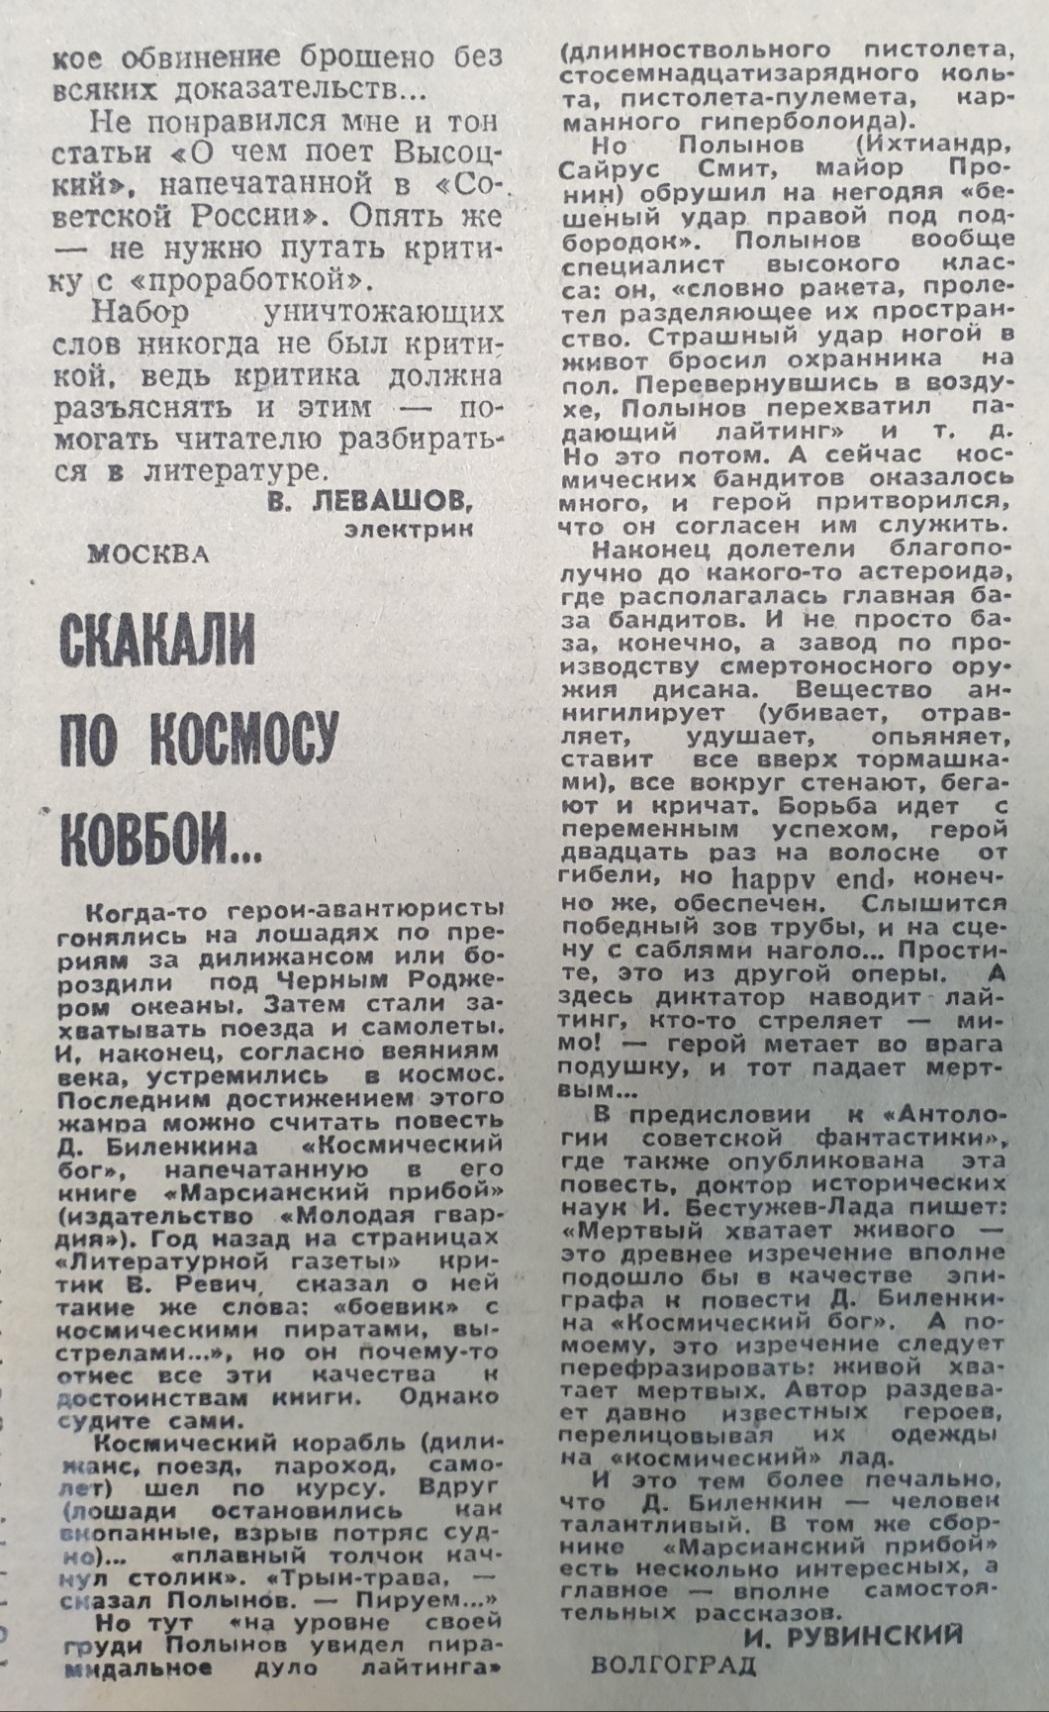 кое обвинение брошено без
всяких доказательств...
Не понравился мне и тон
статьи «О чем поет Высоц-
кий», напечатанной в «Со-
ветской России». Опять же
— не нужно путать крити-
ку с «проработкой».
Набор уничтожающих
слов никогда не был крити-
кой, ведь критика должна
разъяснять и этим — по-
могать читателю разбирать-
ся в литературе.
В. ЛЕВАШОВ,
электрик
МОСКВА
СКАКАЛИ
ПО КОСМОСУ
КОВБОИ...
Когда-то герои-авантюристы
гонялись на лошадях по пре-
риям за дилижансом или бо-
роздили под Черным Родже-
ром океаны. Затем стали за-
хватывать поезда и самолеты.
И, наконец, согласно веяниям
века, устремились в космос.
Последним достижением этого
жанра можно считать повесть
Д. Биленкина «Космический
бог», напечатанную в его
книге «Марсианский прибой»
(издательство «Молодая гвар-
дия»). Год назад на страницах
«Литературной газеты» кри-
тик В. Ревич, сказал о ней
такие же слова: «боевик» с
космическими пиратами, вы-
стрелами...», но он почему-то
отнес все эти качества к
достоинствам книги. Однако
судите сами.
Космический корабль (дили-
жанс, поезд, пароход, само-
лет) шел по курсу. Вдруг
(лошади остановились как
вкопанные, взрыв потряс суд-
но)... «плавный толчок кач-
нул столик». «Трын-трава, —
сказал Полынов. — Пируем...»
Но тут «на уровне своей
груди Полынов увидел пира-
мидальное дуло лайтинга»
(длинноствольного пистолета,
стосемнадцатизарядного коль-
та, пистолета-пулемета, кар-
манного гиперболоида).
Но Полынов (Ихтиандр,
Сайрус Смит, майор Про-
нин) обрушил на негодяя «бе-
шеный удар правой под под-
бородок». Полынов вообще
специалист высокого клас-
са: он, «словно ракета, проле-
тел разделяющее их простран-
ство. Страшный удар ногой в
живот бросил охранника на
пол. Перевернувшись в возду-
хе, Полынов перехватил па-
дающий лайтинг» и т. д.
Но это потом. А сейчас кос-
мических бандитов оказалось
много, и герой притворился,
что он согласен им служить.
Наконец долетели благопо-
лучно до какого-то астероида,
где располагалась главная ба-
за бандитов. И не просто ба-
за, конечно, а завод по про-
изводству смертоносного ору-
жия дисана. Вещество ан-
нигилирует (убивает, отрав-
ляет, удушает, опьяняет,
ставит все вверх тормашка-
ми), все вокруг стенают, бега-
ют и кричат. Борьба идет с
переменным успехом, герой
двадцать раз на волоске от
гибели, но happy end, конеч-
но же, обеспечен. Слышится
победный зов трубы, и на сце-
ну с саблями наголо... Прости-
те, это из другой оперы. А
здесь диктатор наводит лай-
тинг, кто-то стреляет — ми-
мо! — герой метает во врага
подушку, и тот падает мерт-
вым...
В предисловии к «Антоло-
гии советской фантастики»,
где также опубликована эта
повесть, доктор исторических
наук И. Бестужев-Лада пишет:
«Мертвый хватает живого —
это древнее изречение вполне
подошло бы в качестве эпи-
графа к повести Д. Биленки-
на «Космический бог». А по-
моему, это изречение следует
перефразировать: живой хва-
тает мертвых. Автор раздева-
ет давно известных героев,
перелицовывая их одежды
на «космический» лад.
И это тем более печально,
что Д. Биленкин — человек
талантливый. В том же сбор-
нике «Марсианский прибой»
есть несколько интересных, а
главное — вполне самостоя-
тельных рассказов.
И. РУВИНСКИЙ
ВОЛГОГРАД